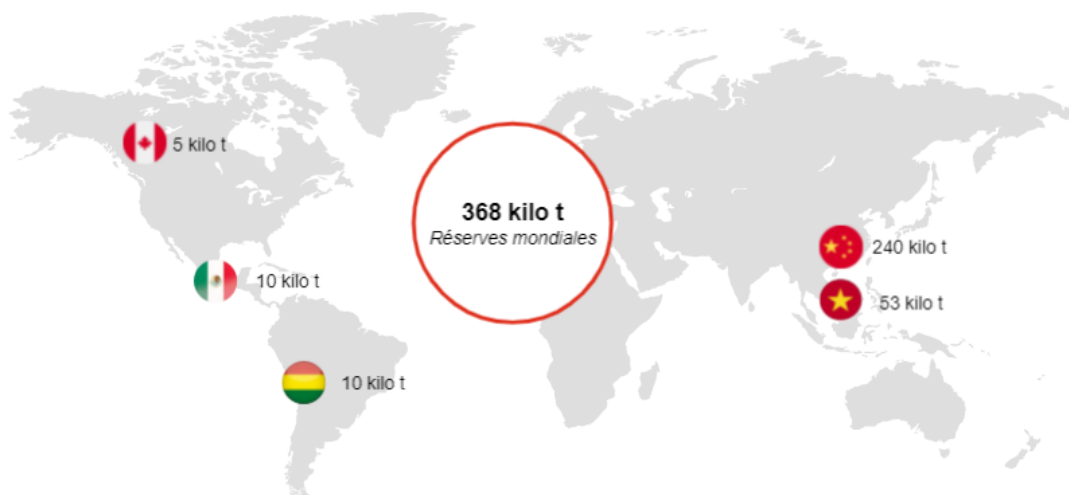 5 kilo t
368 kilo t
Réserves mondiales
240 kilo t
10 kilo t
53 kilo t
10 kilo t